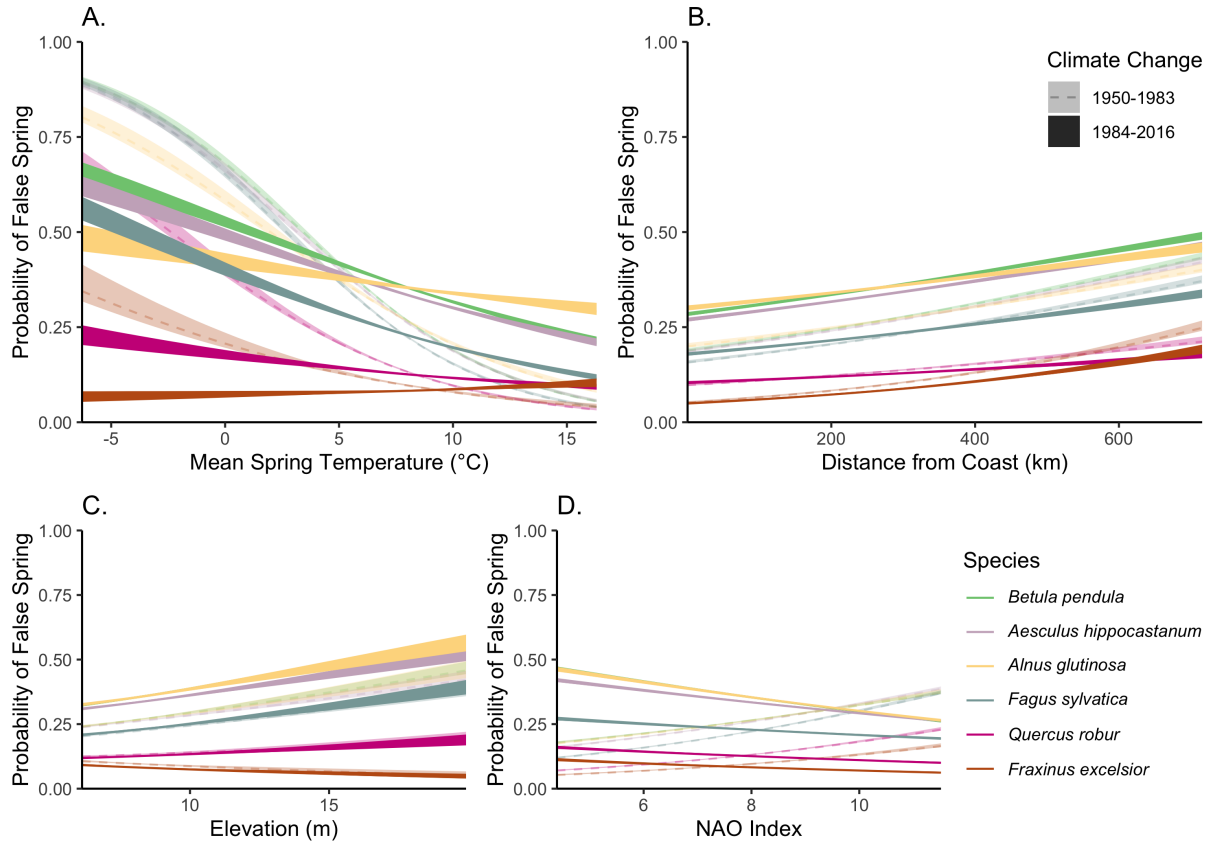 A.
Probability of False Spring
1.00
0.75
0.50
0.25
0.00
-5 0 5 10 15
Mean Spring Temperature (°C)
B.
Probability of False Spring
1.00
0.75
0.50
0.25
0.00
200 400 600
Distance from Coast (km)
Climate Change
1950-1983
1984-2016
C.
Probability of False Spring
1.00
0.75
0.50
0.25
0.00
10 15
Elevation (m)
D.
Probability of False Spring
1.00
0.75
0.50
0.25
0.00
6 8 10
NAO Index
Species
Betula pendula
Aesculus hippocastanum
Alnus glutinosa
Fagus sylvatica
Quercus robur
Fraxinus excelsior